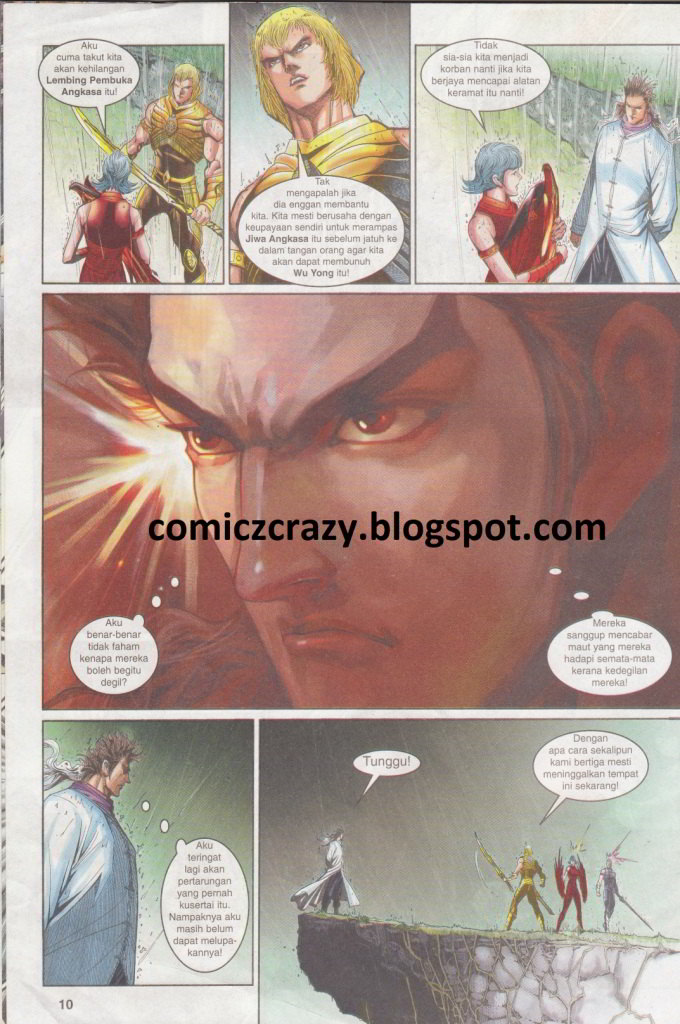 Aku
cuma takut kita
akan kehilangan
Lembing Pembuka
Angkasa itu!
Tak
mengapalah jika
dia enggan membantu
kita. Kita mesti berusaha dengan
keupayaan sendiri untuk merampas
Jiwa Angkasa itu sebelum jatuh ke
dalam tangan orang agar kita
akan dapat membunuh
Wu Yong itu!
Tidak
sia-sia kita menjadi
korban nanti jika kita
berjaya mencapai alatan
keramat itu nanti!
comiczcrazy.blogspot.com
Aku
benar-benar
tidak faham
kenapa mereka
boleh begitu
degil?
Mereka
sanggup mencabar
maut yang mereka
hadapi semata-mata
kerana kedegilan
mereka!
Aku
teringat
lagi akan
pertarungan
yang pernah
kusertai itu.
Nampaknya aku
masih belum
dapat melupa-
kannya!
Tunggu!
Dengan
apa cara sekalipun
kami bertiga mesti
meninggalkan tempat
ini sekarang!
10